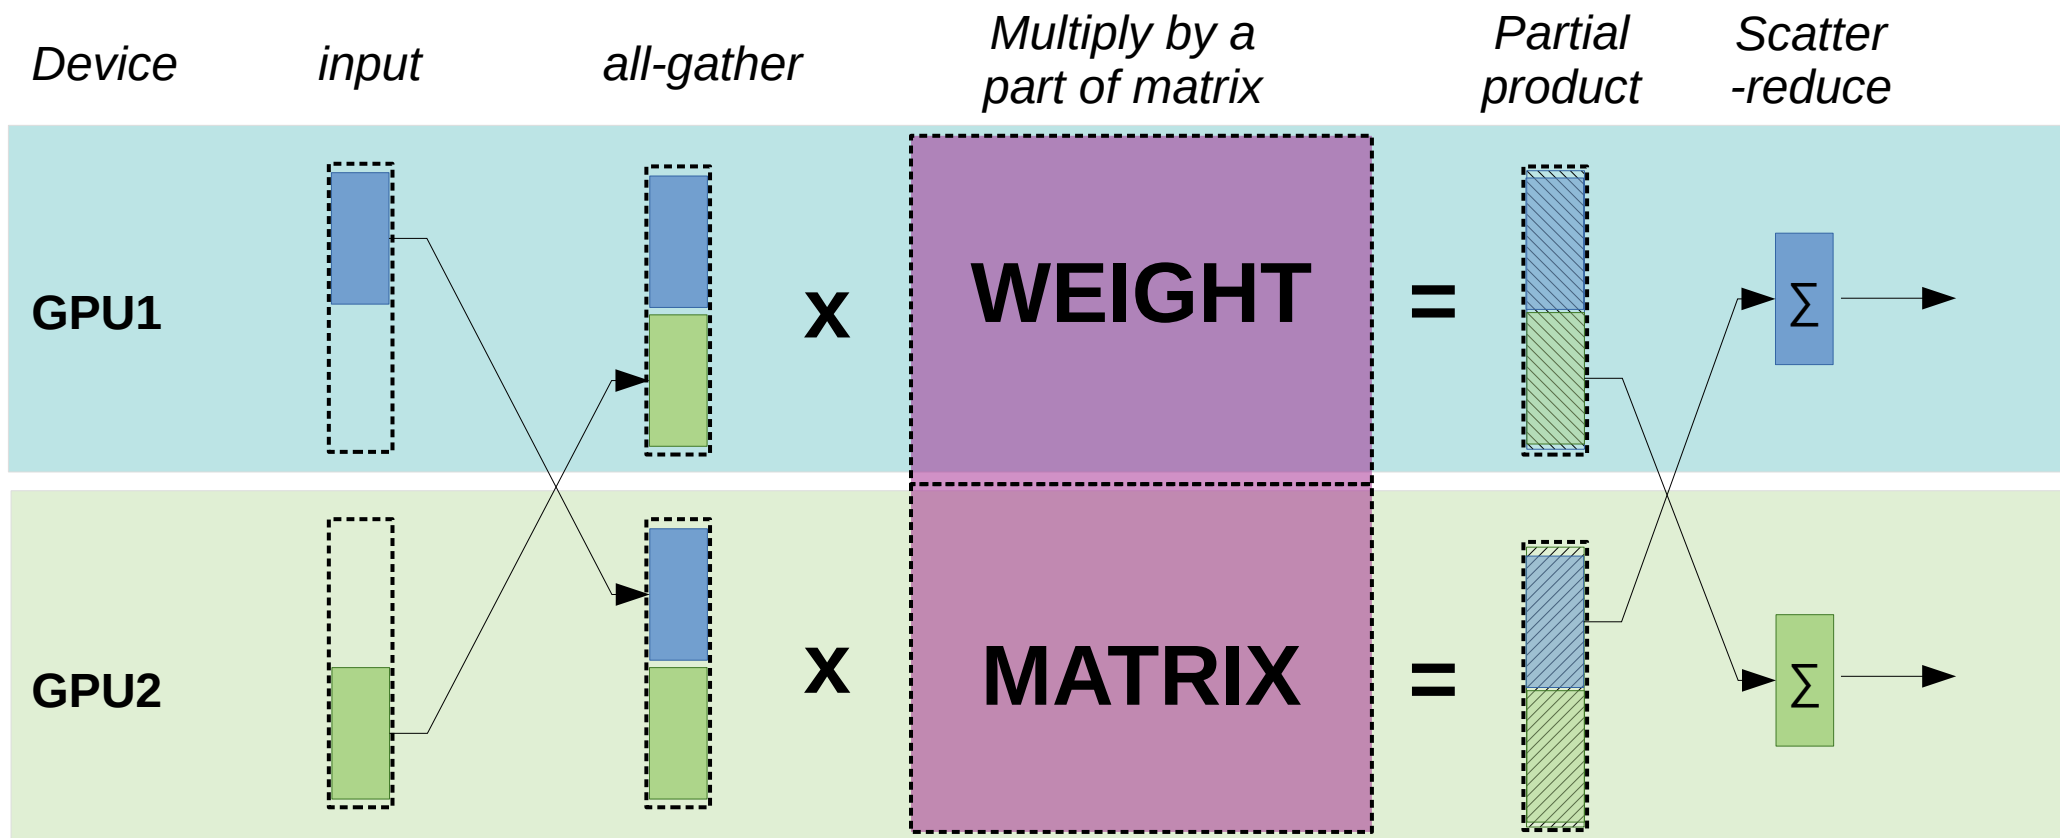 Device
input
all-gather
Multiply by a
part of matrix
Partial
product
Scatter
-reduce
GPU1
x
WEIGHT
=
∑
GPU2
x
MATRIX
=
∑